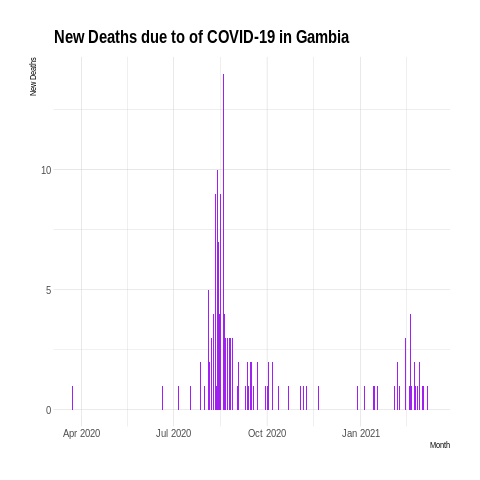 New Deaths due to of COVID-19 in Gambia
New Deaths
10
5
0
Apr 2020 Jul 2020 Oct 2020 Jan 2021
Month